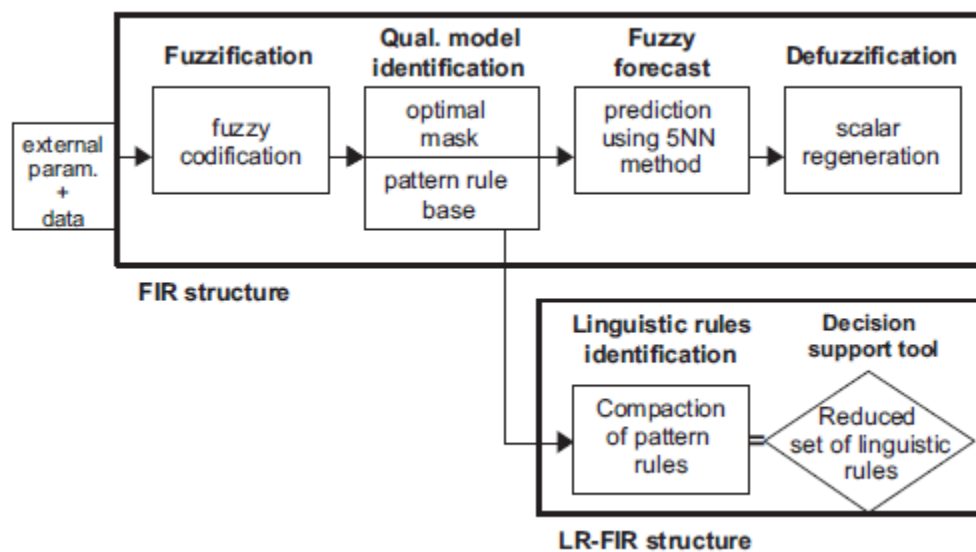 Fuzzification
Qual. model
identification
Fuzzy
forecast
Defuzzification
external
param.
+
data
fuzzy
codification
optimal
mask
pattern rule
base
prediction
using 5NN
method
scalar
regeneration
FIR structure
Linguistic rules
identification
Decision
support tool
Compaction
of pattern
rules
Reduced
set of linguistic
rules
LR-FIR structure